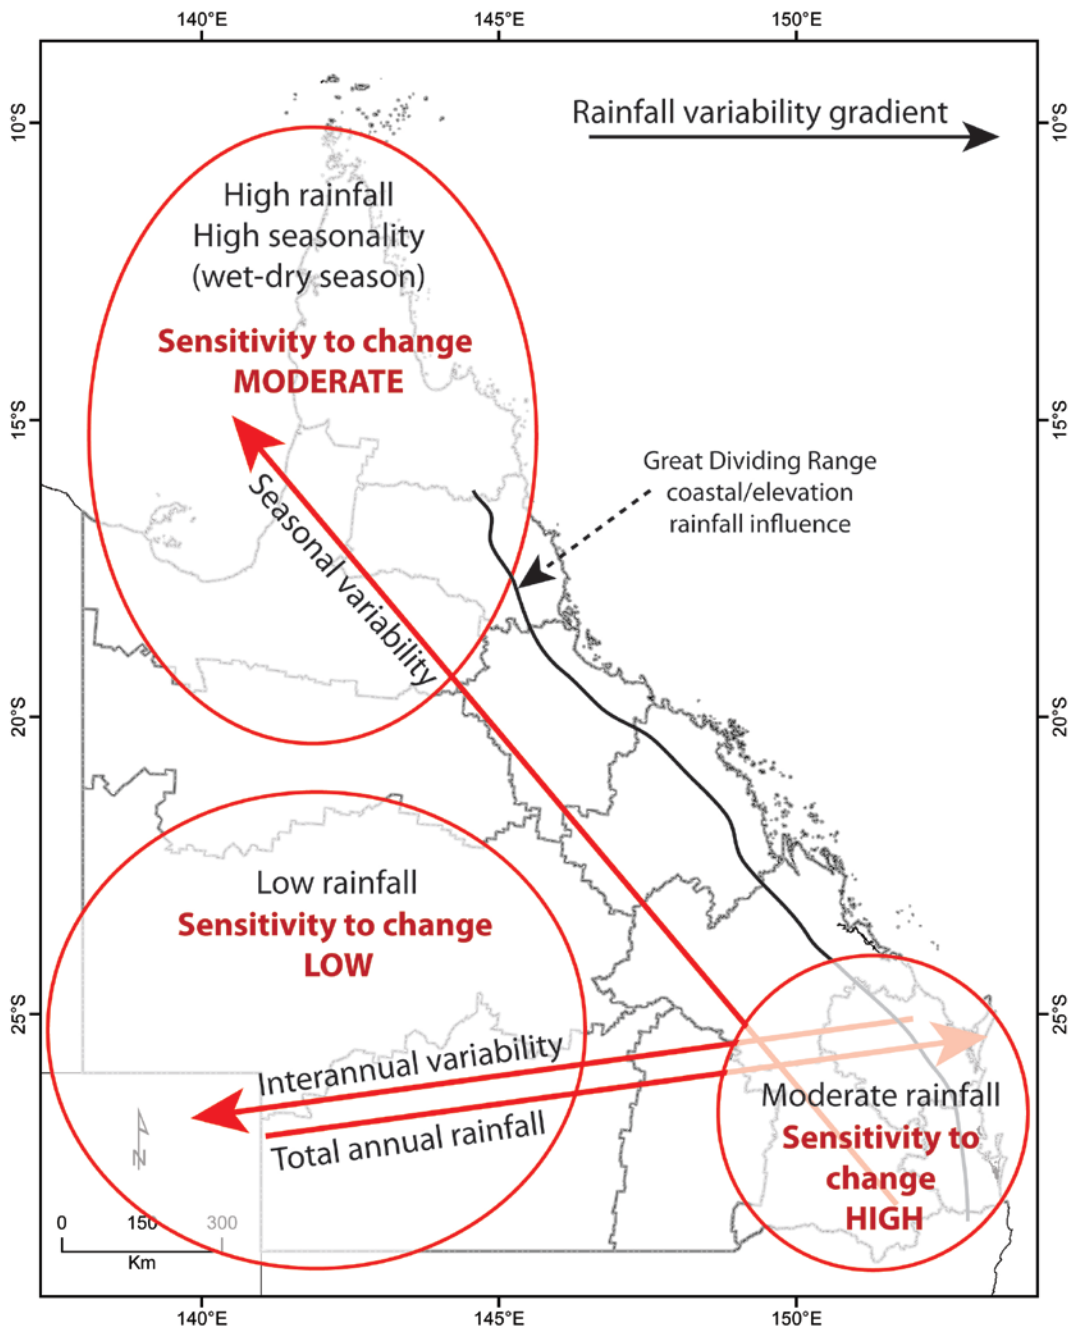 140°E 145°E 150°E
10°S 10°S
Rainfall variability gradient
High rainfall
High seasonality
(wet-dry season)
Sensitivity to change
MODERATE
15°S 15°S
Great Dividing Range
coastal/elevation
rainfall influence
Seasonal variability
20°S 20°S
Low rainfall
Sensitivity to change
LOW
25°S 25°S
Interannual variability
Total annual rainfall
Moderate rainfall
Sensitivity to
change
HIGH
N
0 150 300
Km
140°E 145°E 150°E